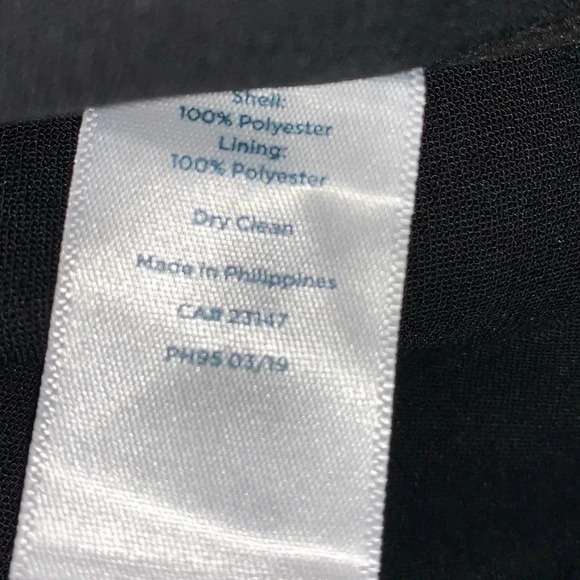 Shell:
100% Polyester
Lining:
100% Polyester
Dry Clean
Made in Philippines
CA# 23147
PH95 03/19